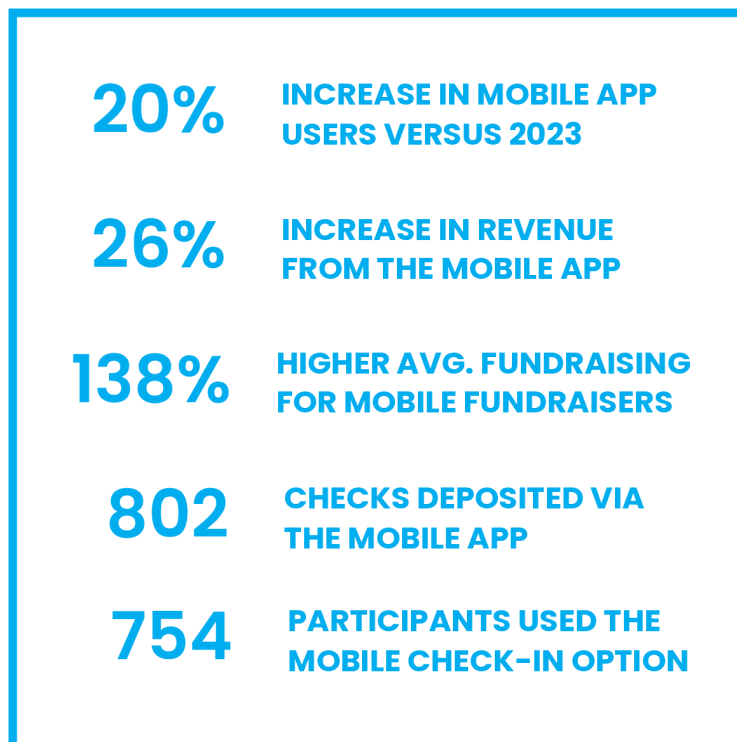 20%
INCREASE IN MOBILE APP
USERS VERSUS 2023
26%
INCREASE IN REVENUE
FROM THE MOBILE APP
138%
HIGHER AVG. FUNDRAISING
FOR MOBILE FUNDRAISERS
802
CHECKS DEPOSITED VIA
THE MOBILE APP
754
PARTICIPANTS USED THE
MOBILE CHECK-IN OPTION